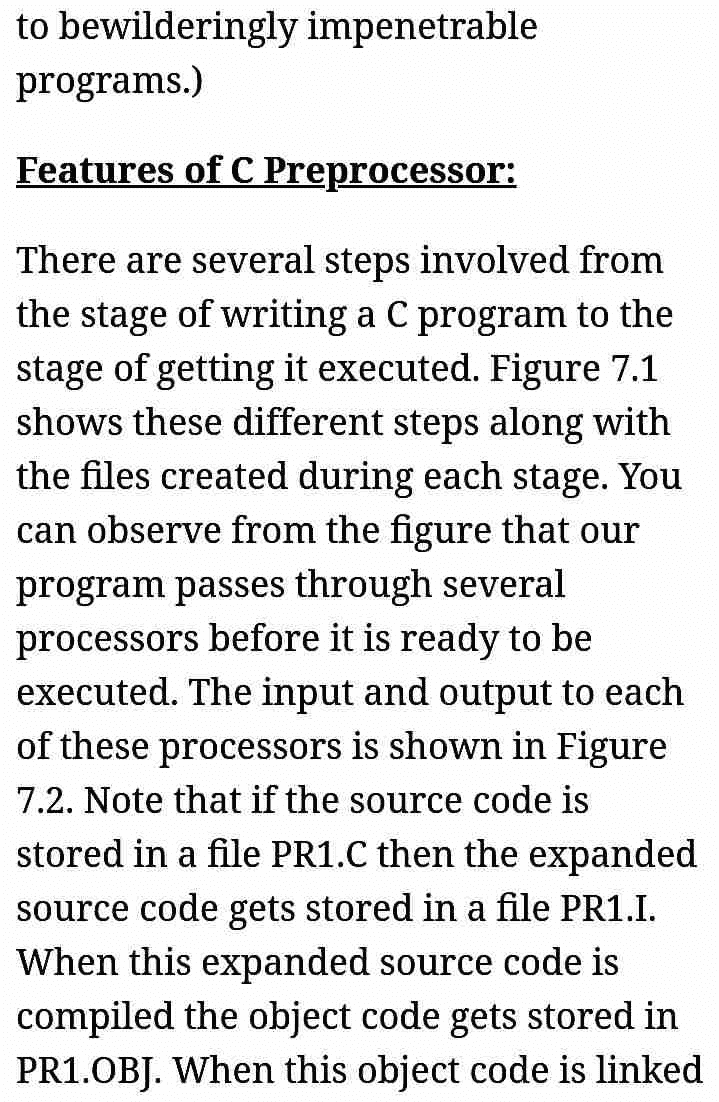 to bewilderingly impenetrable
programs.)
Features of C Preprocessor:
There are several steps involved from
the stage of writing a C program to the
stage of getting it executed. Figure 7.1
shows these different steps along with
the files created during each stage. You
can observe from the figure that our
program passes through several
processors before it is ready to be
executed. The input and output to each
of these processors is shown in Figure
7.2. Note that if the source code is
stored in a file PR1.C then the expanded
source code gets stored in a file PR1.I.
When this expanded source code is
compiled the object code gets stored in
PR1.OBJ. When this object code is linked